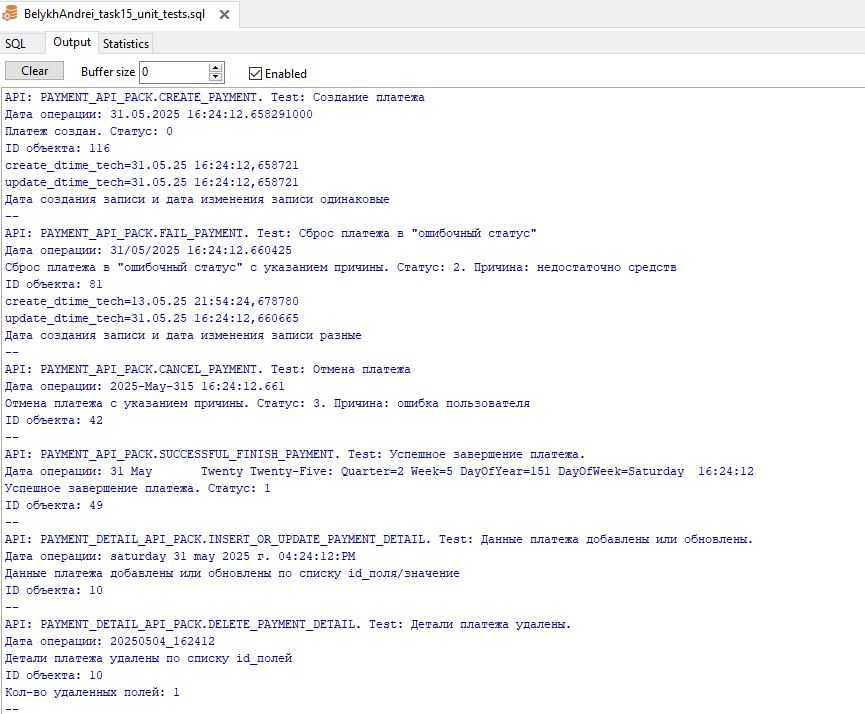 BelykhAndrei_task15_unit_tests.sql
SQL Output Statistics
Clear Buffer size 0 Enabled
API: PAYMENT_API_PACK.CREATE_PAYMENT. Test: Создание платежа
Дата операции: 31.05.2025 16:24:12.658291000
Платеж создан. Статус: 0
ID объекта: 116
create_dtime_tech=31.05.25 16:24:12,658721
update_dtime_tech=31.05.25 16:24:12,658721
Дата создания записи и дата изменения записи одинаковые
--
API: PAYMENT_API_PACK.FAIL_PAYMENT. Test: Сброс платежа в "ошибочный статус"
Дата операции: 31/05/2025 16:24:12.660425
Сброс платежа в "ошибочный статус" с указанием причины. Статус: 2. Причина: недостаточно средств
ID объекта: 81
create_dtime_tech=13.05.25 21:54:24,678780
update_dtime_tech=31.05.25 16:24:12,660665
Дата создания записи и дата изменения записи разные
--
API: PAYMENT_API_PACK.CANCEL_PAYMENT. Test: Отмена платежа
Дата операции: 2025-May-315 16:24:12.661
Отмена платежа с указанием причины. Статус: 3. Причина: ошибка пользователя
ID объекта: 42
--
API: PAYMENT_API_PACK.SUCCESSFUL_FINISH_PAYMENT. Test: Успешное завершение платежа.
Дата операции: 31 May       Twenty Twenty-Five: Quarter=2 Week=5 DayOfYear=151 DayOfWeek=Saturday  16:24:12
Успешное завершение платежа. Статус: 1
ID объекта: 49
--
API: PAYMENT_DETAIL_API_PACK.INSERT_OR_UPDATE_PAYMENT_DETAIL. Test: Данные платежа добавлены или обновлены.
Дата операции: saturday 31 may 2025 г. 04:24:12:PM
Данные платежа добавлены или обновлены по списку id_поля/значение
ID объекта: 10
--
API: PAYMENT_DETAIL_API_PACK.DELETE_PAYMENT_DETAIL. Test: Детали платежа удалены.
Дата операции: 20250504_162412
Детали платежа удалены по списку id_полей
ID объекта: 10
Кол-во удаленных полей: 1
--